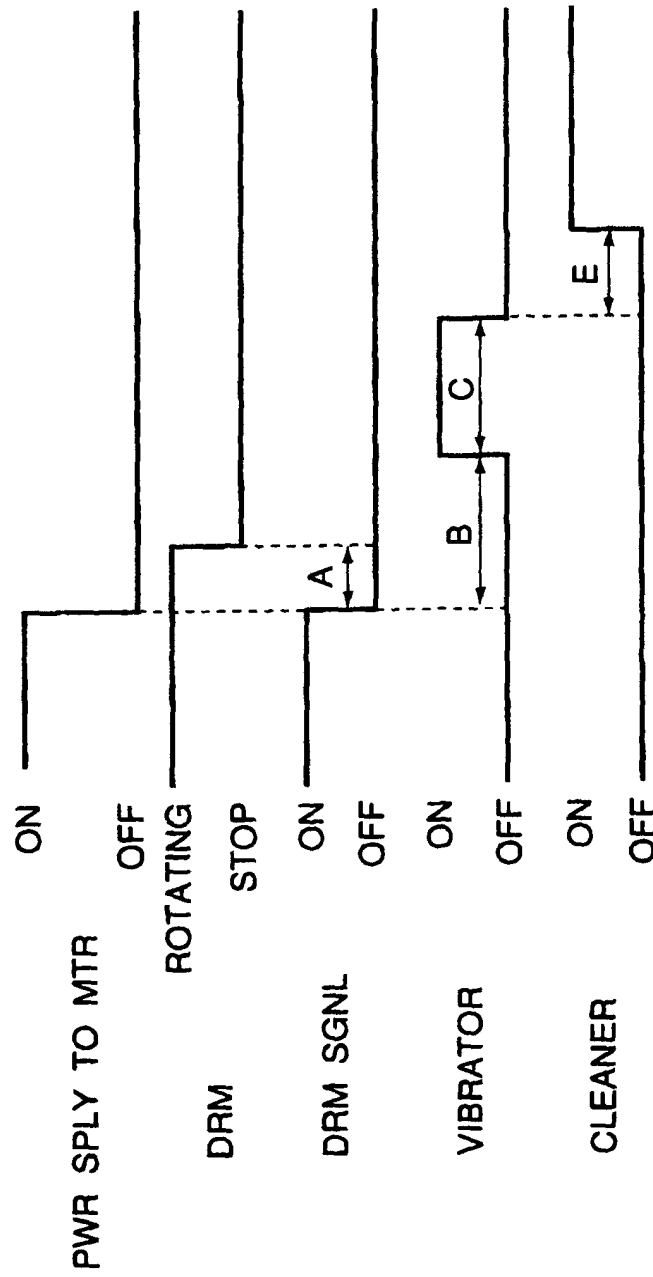 PWR SPLY TO MTR
ON
OFF
DRM
ROTATING
STOP
DRM SGNL
ON
OFF
A
VIBRATOR
ON
OFF
B
C
CLEANER
ON
OFF
E